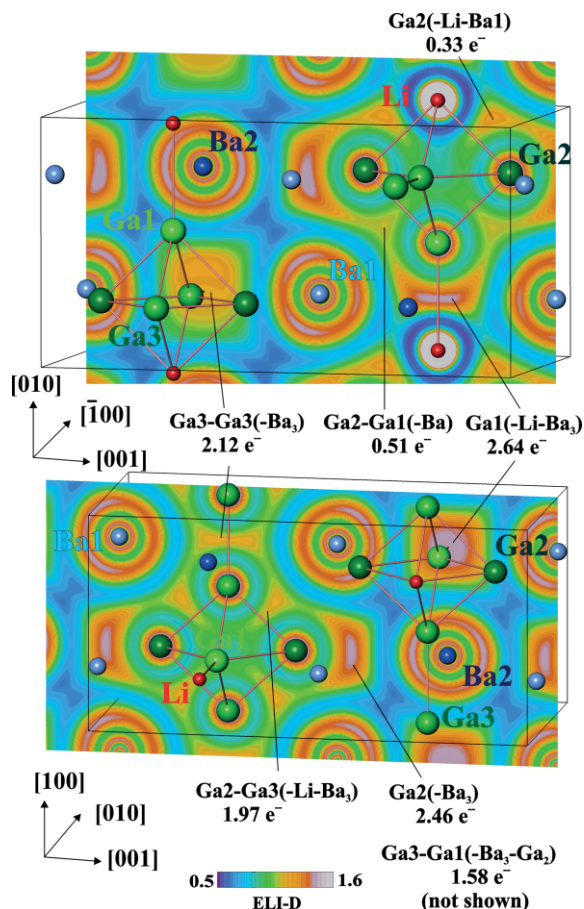 Ga2(-Li-Ba1)
0.33 e⁻
Li
Ba2
Ga2
Ga1
Ba1
Ga3
[010]
[1̅00]
[001]
Ga3-Ga3(-Ba₃)
2.12 e⁻
Ga2-Ga1(-Ba)
0.51 e⁻
Ga1(-Li-Ba₃)
2.64 e⁻
Ba1
Ga2
Ga1
Li
Ba2
Ga3
[100]
[010]
[001]
Ga2-Ga3(-Li-Ba₃)
1.97 e⁻
Ga2(-Ba₃)
2.46 e⁻
Ga3-Ga1(-Ba₃-Ga₂)
1.58 e⁻
(not shown)
0.5 1.6
ELI-D